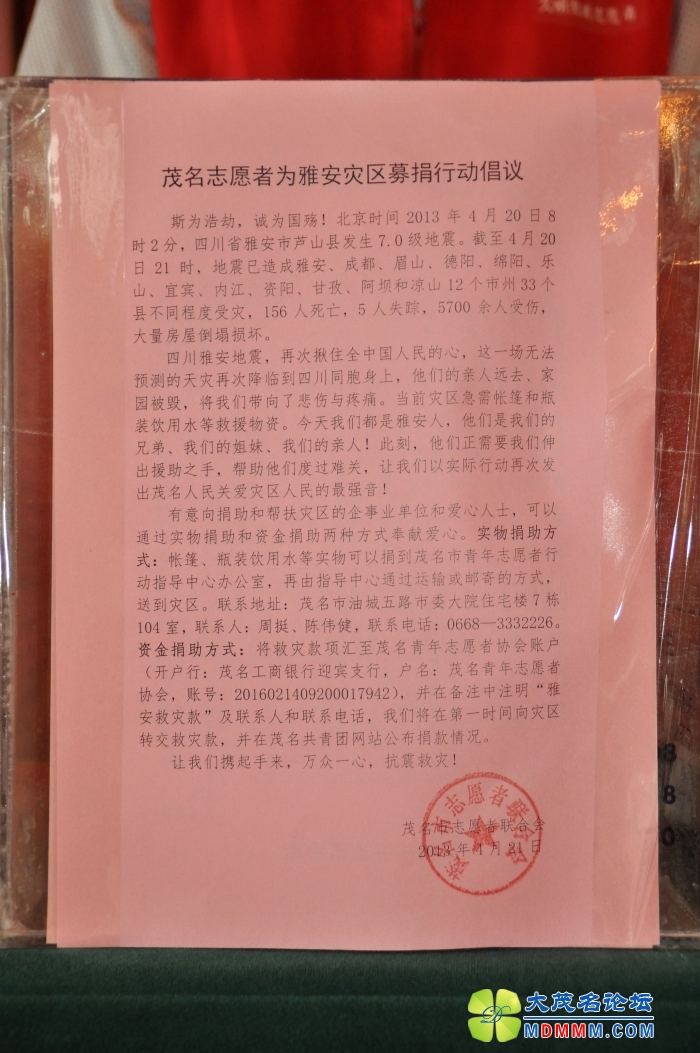 茂名志愿者为雅安灾区募捐行动倡议
斯为浩劫，诚为国殇！北京时间 2013 年 4 月 20 日 8
时 2 分，四川省雅安市芦山县发生 7.0 级地震。截至 4 月 20
日 21 时，地震已造成雅安、成都、眉山、德阳、绵阳、乐
山、宜宾、内江、资阳、甘孜、阿坝和凉山 12 个市州 33 个
县不同程度受灾，156 人死亡，5 人失踪，5700 余人受伤，
大量房屋倒塌损坏。
四川雅安地震，再次揪住全中国人民的心，这一场无法
预测的天灾再次降临到四川同胞身上，他们的亲人远去、家
园被毁，将我们带向了悲伤与疼痛。当前灾区急需帐篷和瓶
装饮用水等救援物资。今天我们都是雅安人，他们是我们的
兄弟、我们的姐妹、我们的亲人！此刻，他们正需要我们伸
出援助之手，帮助他们度过难关，让我们以实际行动再次发
出茂名人民关爱灾区人民的最强音！
有意向捐助和帮扶灾区的企事业单位和爱心人士，可以
通过实物捐助和资金捐助两种方式奉献爱心。实物捐助方
式：帐篷、瓶装饮用水等实物可以捐到茂名市青年志愿者行
动指导中心办公室，再由指导中心通过运输或邮寄的方式，
送到灾区。联系地址：茂名市油城五路市委大院住宅楼 7 栋
104 室，联系人：周挺、陈伟健，联系电话：0668—3332226。
资金捐助方式：将救灾款项汇至茂名青年志愿者协会账户
（开户行：茂名工商银行迎宾支行，户名：茂名青年志愿者
协会，账号：2016021409200017942），并在备注中注明“雅
安救灾款”及联系人和联系电话，我们将在第一时间向灾区
转交救灾款，并在茂名共青团网站公布捐款情况。
让我们携起手来，万众一心，抗震救灾！
茂名市志愿者联合会
2013 年 4 月 21 日
茂名市志愿者联合会
大茂名论坛
MDMMM.COM